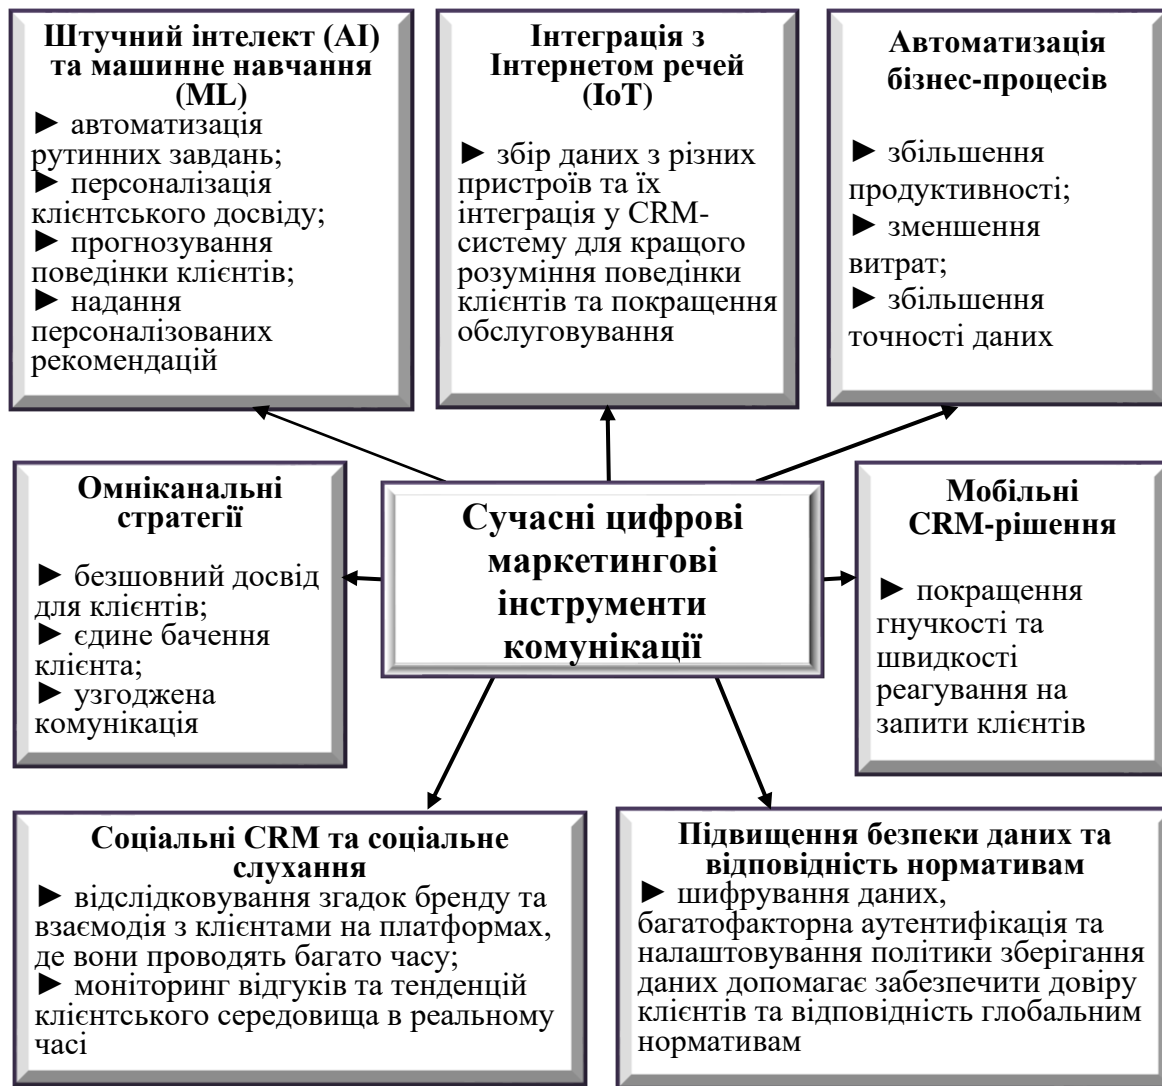 Штучний інтелект (AI)
та машинне навчання
(ML)
► автоматизація
рутинних завдань;
► персоналізація
клієнтського досвіду;
► прогнозування
поведінки клієнтів;
► надання
персоналізованих
рекомендацій
Інтеграція з
Інтернетом речей
(IoT)
► збір даних з різних
пристроїв та їх
інтеграція у CRM-
систему для кращого
розуміння поведінки
клієнтів та покращення
обслуговування
Автоматизація
бізнес-процесів
► збільшення
продуктивності;
► зменшення
витрат;
► збільшення
точності даних
Омніканальні
стратегії
► безшовний досвід
для клієнтів;
► єдине бачення
клієнта;
► узгоджена
комунікація
Сучасні цифрові
маркетингові
інструменти
комунікації
Мобільні
CRM-рішення
► покращення
гнучкості та
швидкості
реагування на
запити клієнтів
Соціальні CRM та соціальне
слухання
► відслідковування згадок бренду та
взаємодія з клієнтами на платформах,
де вони проводять багато часу;
► моніторинг відгуків та тенденцій
клієнтського середовища в реальному
часі
Підвищення безпеки даних та
відповідність нормативам
► шифрування даних,
багатофакторна аутентифікація та
налаштовування політики зберігання
даних допомагає забезпечити довіру
клієнтів та відповідність глобальним
нормативам